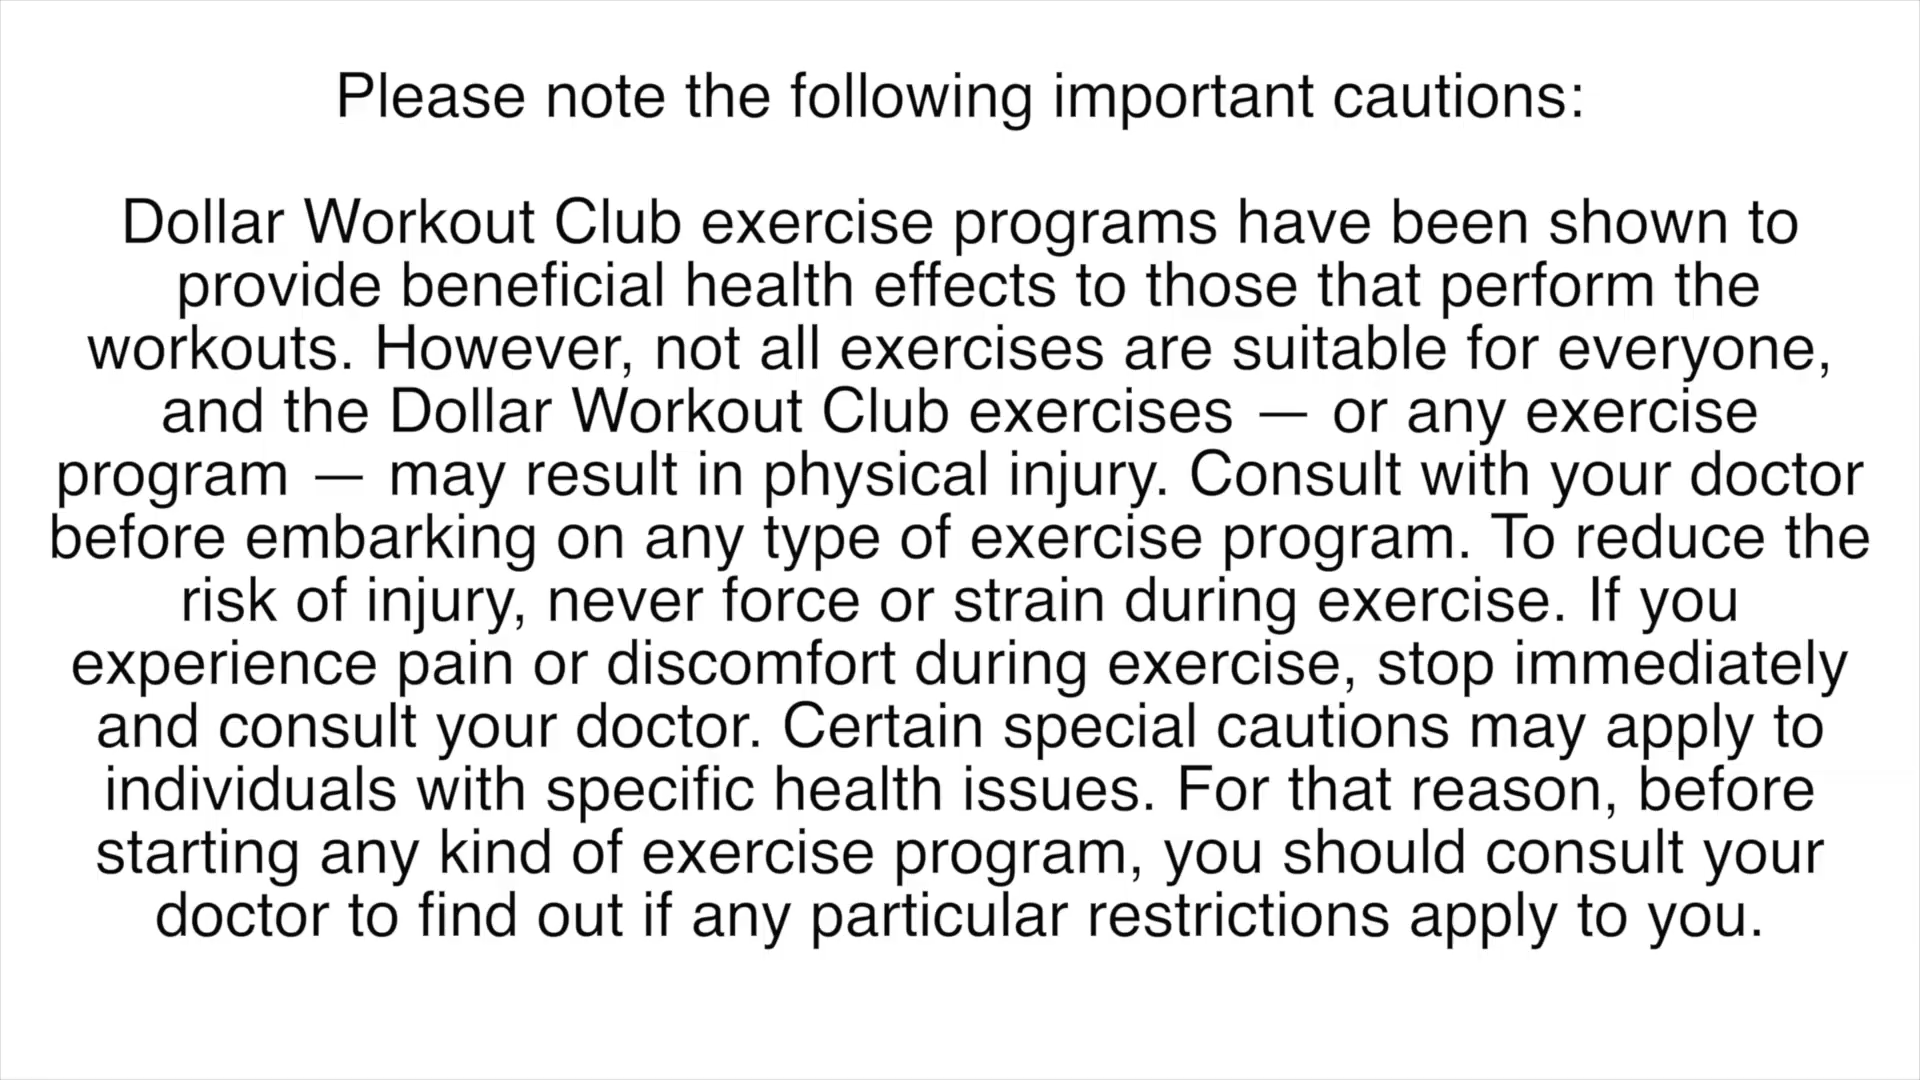 Please note the following important cautions:
Dollar Workout Club exercise programs have been shown to
provide beneficial health effects to those that perform the
workouts. However, not all exercises are suitable for everyone,
and the Dollar Workout Club exercises — or any exercise
program — may result in physical injury. Consult with your doctor
before embarking on any type of exercise program. To reduce the
risk of injury, never force or strain during exercise. If you
experience pain or discomfort during exercise, stop immediately
and consult your doctor. Certain special cautions may apply to
individuals with specific health issues. For that reason, before
starting any kind of exercise program, you should consult your
doctor to find out if any particular restrictions apply to you.